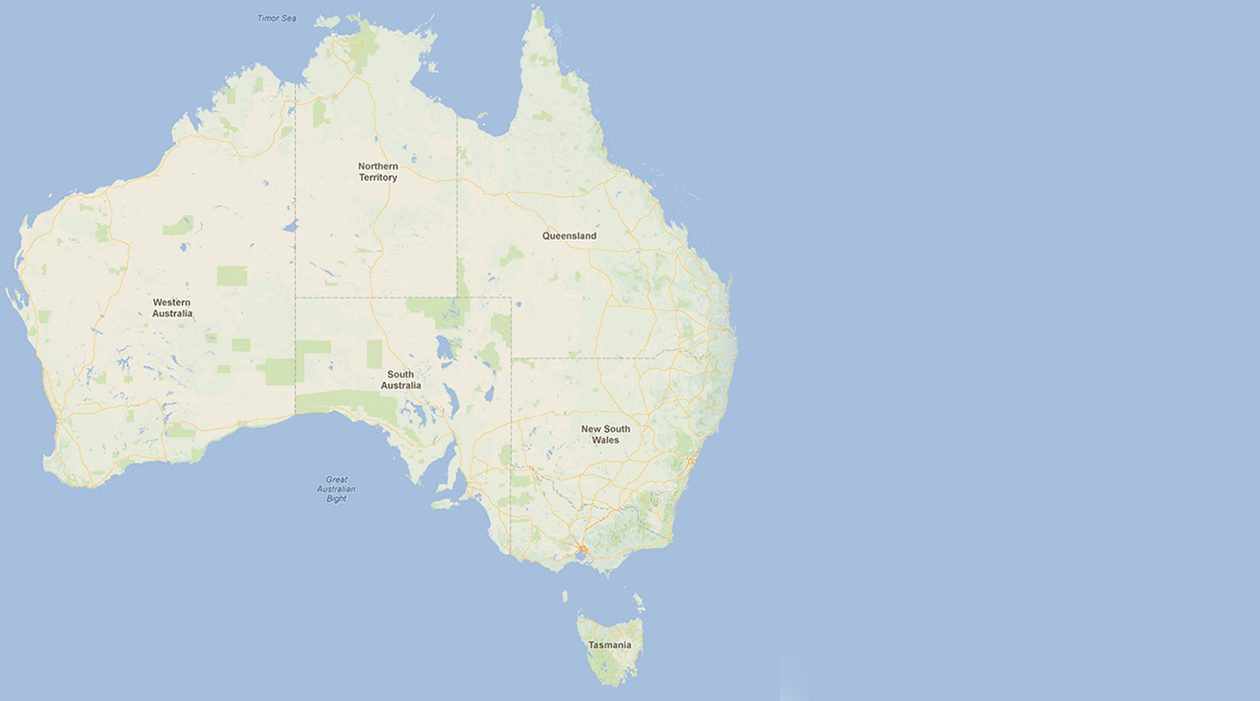 Timor Sea
Northern
Territory
Queensland
Western
Australia
South
Australia
New South
Wales
Great
Australian
Bight
Tasmania